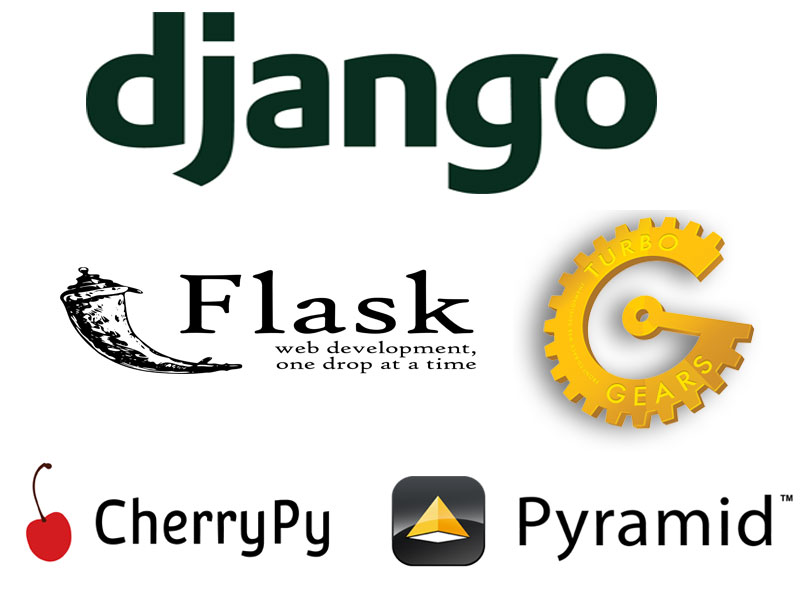 django
Flask
web development,
one drop at a time
TURBO
GEARS
CherryPy
Pyramid™